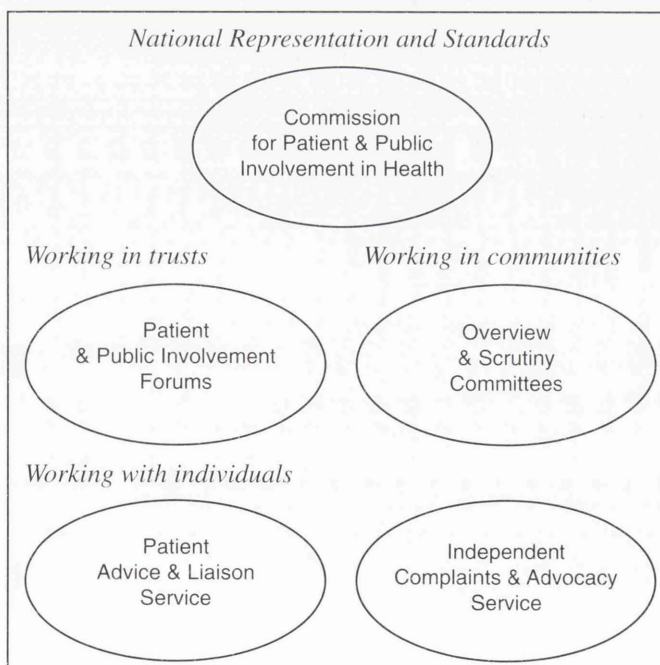 National Representation and Standards
Commission
for Patient & Public
Involvement in Health
Working in trusts
Working in communities
Patient
& Public Involvement
Forums
Overview
& Scrutiny
Committees
Working with individuals
Patient
Advice & Liaison
Service
Independent
Complaints & Advocacy
Service